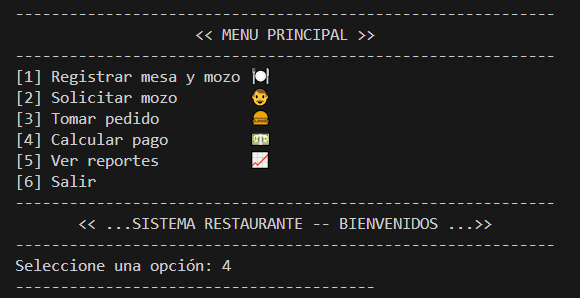 ------------------------------------------------------------
<< MENU PRINCIPAL >>
------------------------------------------------------------
[1] Registrar mesa y mozo 🍽️
[2] Solicitar mozo 👨
[3] Tomar pedido 🍔
[4] Calcular pago 💵
[5] Ver reportes 📈
[6] Salir
------------------------------------------------------------
<< ...SISTEMA RESTAURANTE -- BIENVENIDOS ...>>
------------------------------------------------------------
Seleccione una opción: 4
----------------------------------------